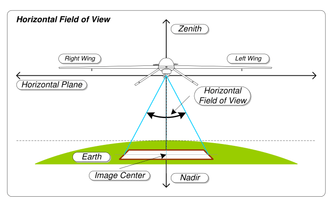 Horizontal Field of View
Zenith
Right Wing
Left Wing
Horizontal Plane
Horizontal
Field of View
Earth
Image Center
Nadir